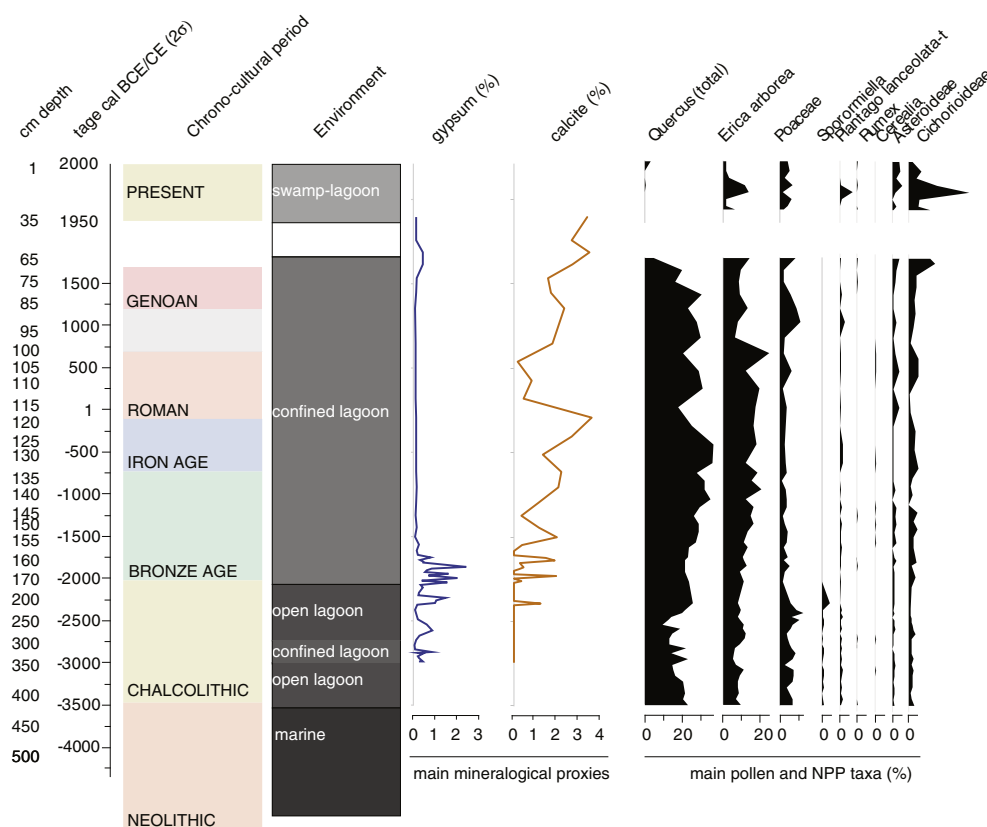 cm depth
tage cal BCE/CE (2σ)
Chrono-cultural period
Environment
gypsum (%)
calcite (%)
Quercus (total)
Erica arborea
Poaceae
Sporormiella
Plantago lanceolata-t
Rumex
Cerealia
Asteroideae
Cichorioideae
1
35
65
75
85
95
100
105
110
115
120
125
130
135
140
145
150
155
160
170
200
250
300
350
400
450
500
2000
1950
1500
1000
500
1
-500
-1000
-1500
-2000
-2500
-3000
-3500
-4000
PRESENT
GENOAN
ROMAN
IRON AGE
BRONZE AGE
CHALCOLITHIC
NEOLITHIC
swamp-lagoon
confined lagoon
open lagoon
confined lagoon
open lagoon
marine
0 1 2 3
0 1 2 3 4
0 20
0 20
0
0
0
0
0
0
0
main mineralogical proxies
main pollen and NPP taxa (%)